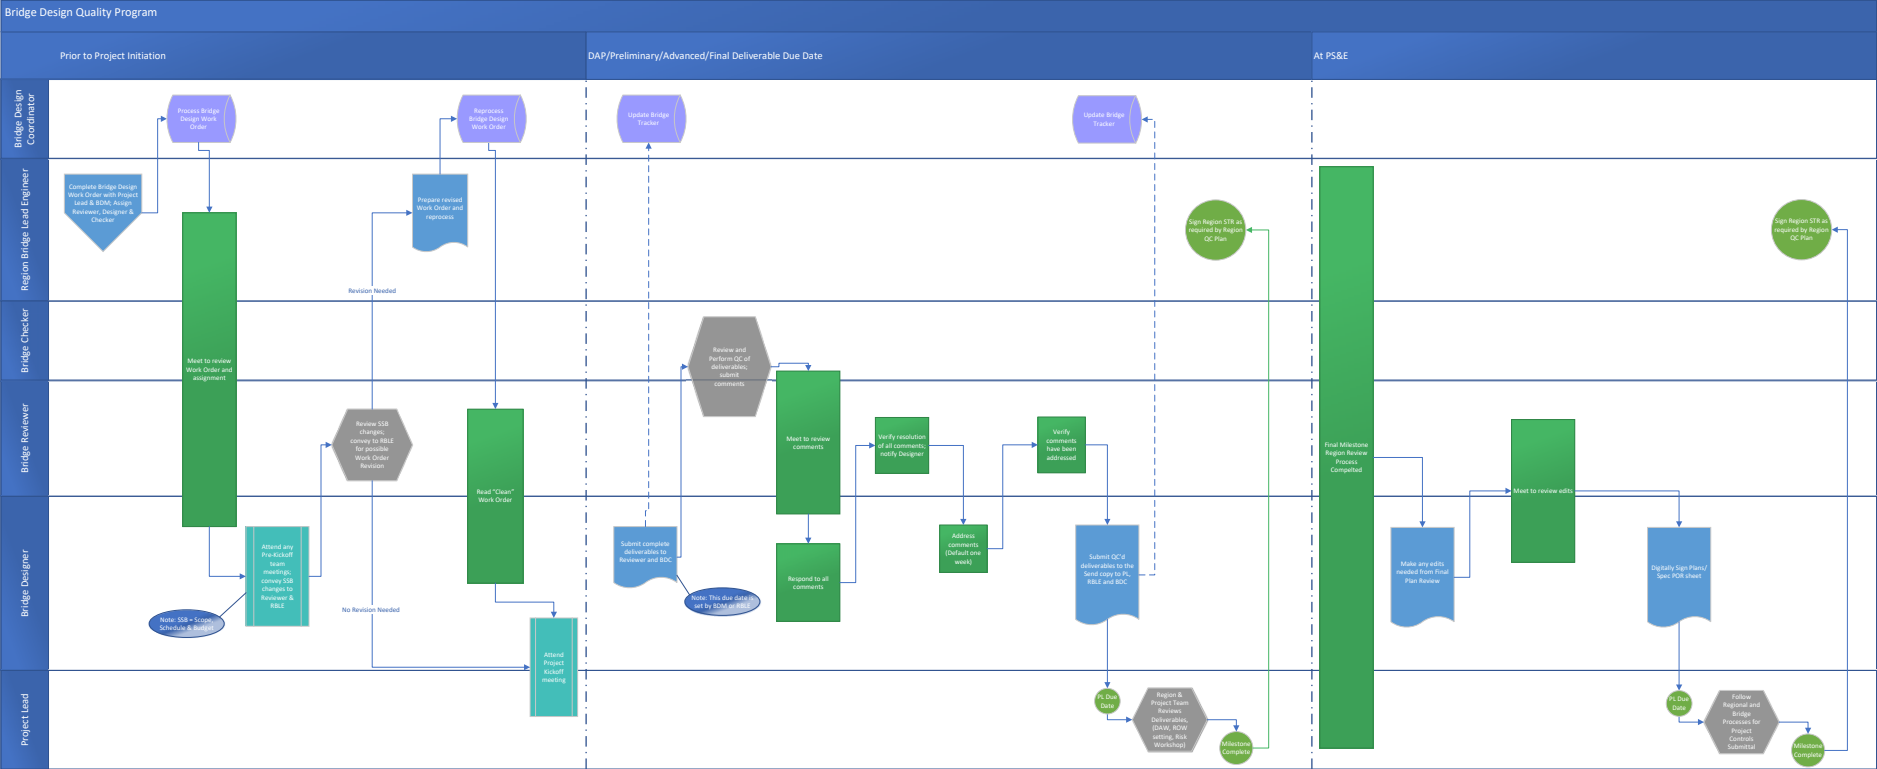 Bridge Design Quality Program
Prior to Project Initiation
DAP/Preliminary/Advanced/Final Deliverable Due Date
At PS&E
Bridge Design
Coordinator
Process Bridge
Design Work
Order
Reprocess
Bridge Design
Work Order
Update Bridge
Tracker
Update Bridge
Tracker
Region Bridge Lead Engineer
Complete Bridge Design
Work Order with Project
Lead & BDM; Assign
Reviewer, Designer &
Checker
Prepare revised
Work Order and
reprocess
Revision Needed
Sign Region STR as
required by Region
QC Plan
Sign Region STR as
required by Region
QC Plan
Bridge Checker
Meet to review
Work Order and
assignment
Review and
Perform QC of
deliverables;
submit
comments
Bridge Reviewer
Review SSB
changes;
convey to RBLE
for possible
Work Order
Revision
Read "Clean"
Work Order
Meet to review
comments
Verify resolution
of all comments;
notify Designer
Verify
comments
have been
addressed
Final Milestone
Region Review
Process
Compelted
Meet to review edits
Bridge Designer
Attend any
Pre-Kickoff
team
meetings;
convey SSB
changes to
Reviewer &
RBLE
Note: SSB = Scope,
Schedule & Budget
No Revision Needed
Attend
Project
Kickoff
meeting
Submit complete
deliverables to
Reviewer and BDC
Note: This due date is
set by BDM or RBLE
Respond to all
comments
Address
comments
(Default one
week)
Submit QC'd
deliverables to the
Send copy to PL,
RBLE and BDC
Make any edits
needed from Final
Plan Review
Digitally Sign Plans/
Spec POR sheet
Project Lead
PL Due
Date
Region &
Project Team
Reviews
Deliverables,
(DAW, ROW
setting, Risk
Workshop)
Milestone
Complete
PL Due
Date
Follow
Regional and
Bridge
Processes for
Project
Controls
Submittal
Milestone
Complete